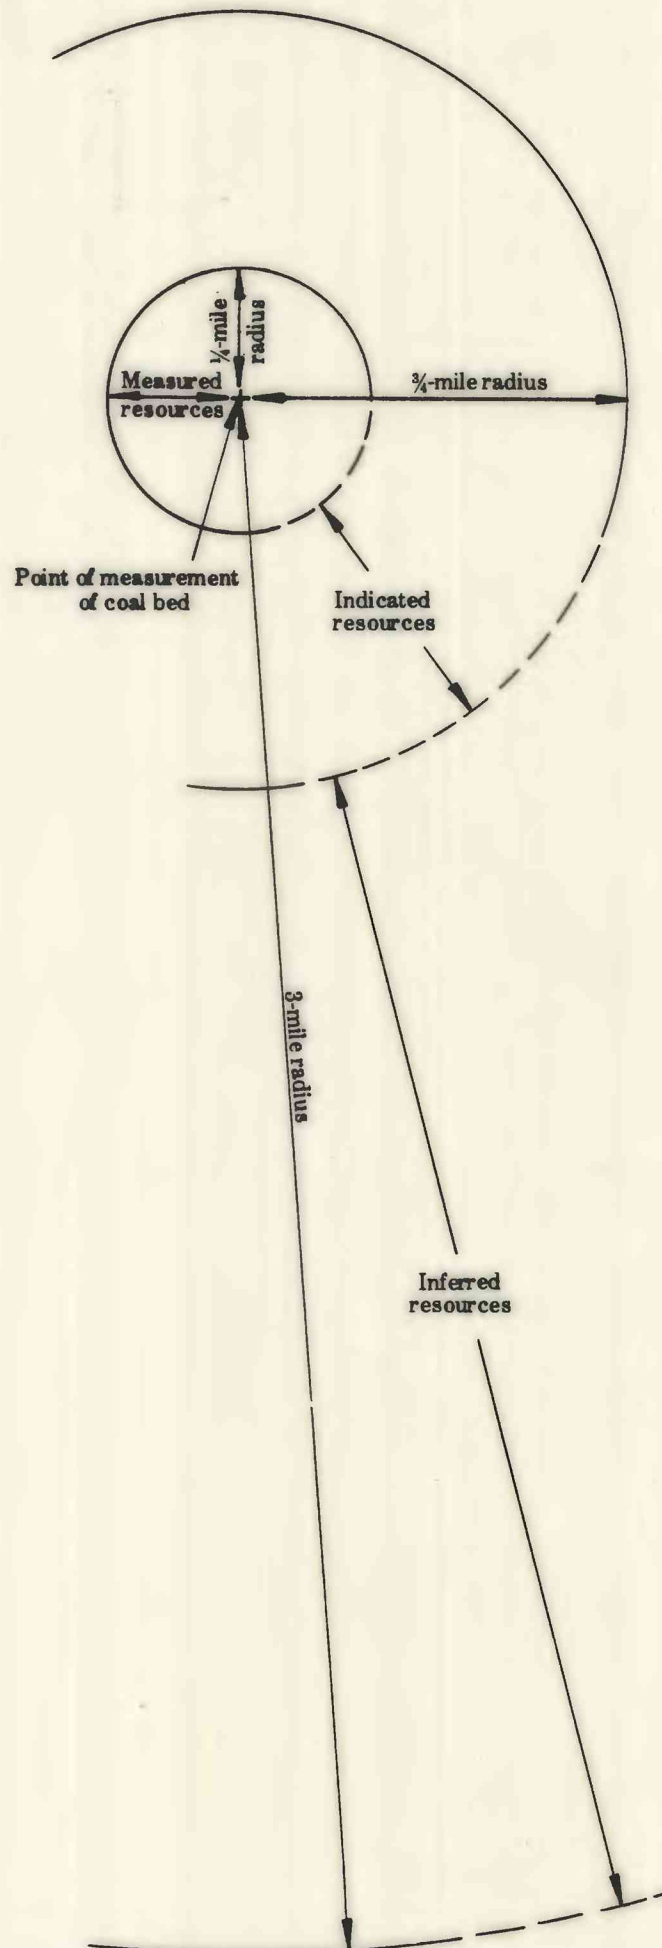 ¼-mile
radius
Measured
resources
¾-mile radius
Point of measurement
of coal bed
Indicated
resources
3-mile radius
Inferred
resources